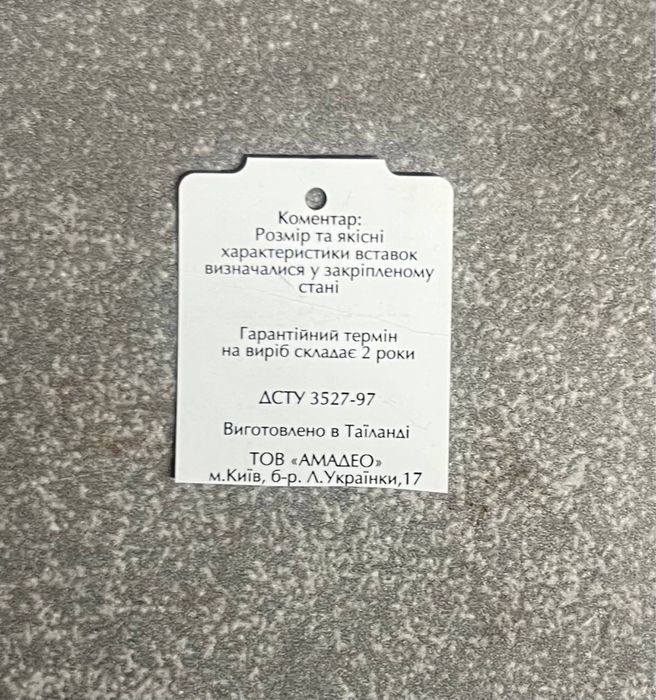 Коментар:
Розмір та якісні
характеристики вставок
визначалися у закріпленому
стані
Гарантійний термін
на виріб складає 2 роки
ДСТУ 3527-97
Виготовлено в Таїланді
ТОВ «АМАДЕО»
м.Київ, б-р. Л.Українки,17